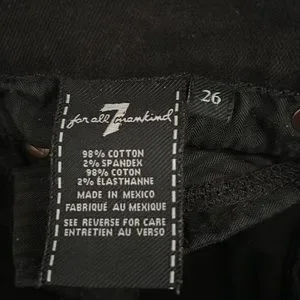 7
for all mankind
26
98% COTTON
2% SPANDEX
98% COTON
2% ÉLASTHANNE
MADE IN MEXICO
FABRIQUÉ AU MEXIQUE
SEE REVERSE FOR CARE
ENTRETIEN AU VERSO